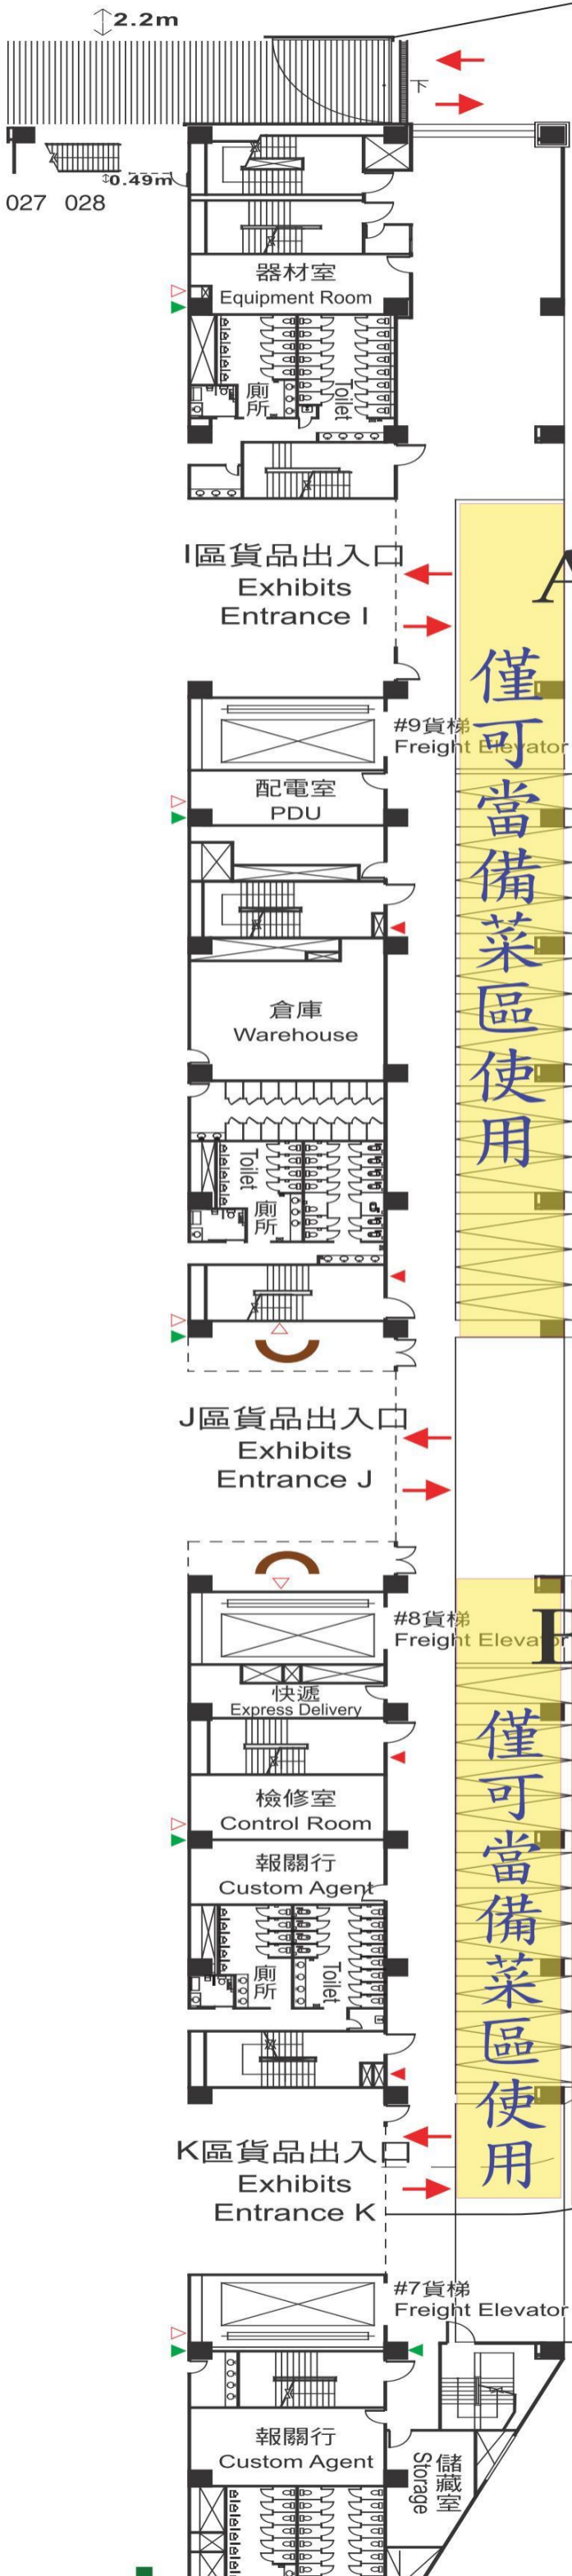 2.2m
下
0.49m
027 028
器材室
Equipment Room
廁所
Toilet
I區貨品出入口
Exhibits
Entrance I
A
僅可當備菜區使用
#9貨梯
Freight Elevator
配電室
PDU
倉庫
Warehouse
Toilet
廁所
J區貨品出入口
Exhibits
Entrance J
#8貨梯
Freight Elevator
快遞
Express Delivery
僅可當備菜區使用
檢修室
Control Room
報關行
Custom Agent
廁所
Toilet
K區貨品出入口
Exhibits
Entrance K
#7貨梯
Freight Elevator
報關行
Custom Agent
儲藏室
Storage